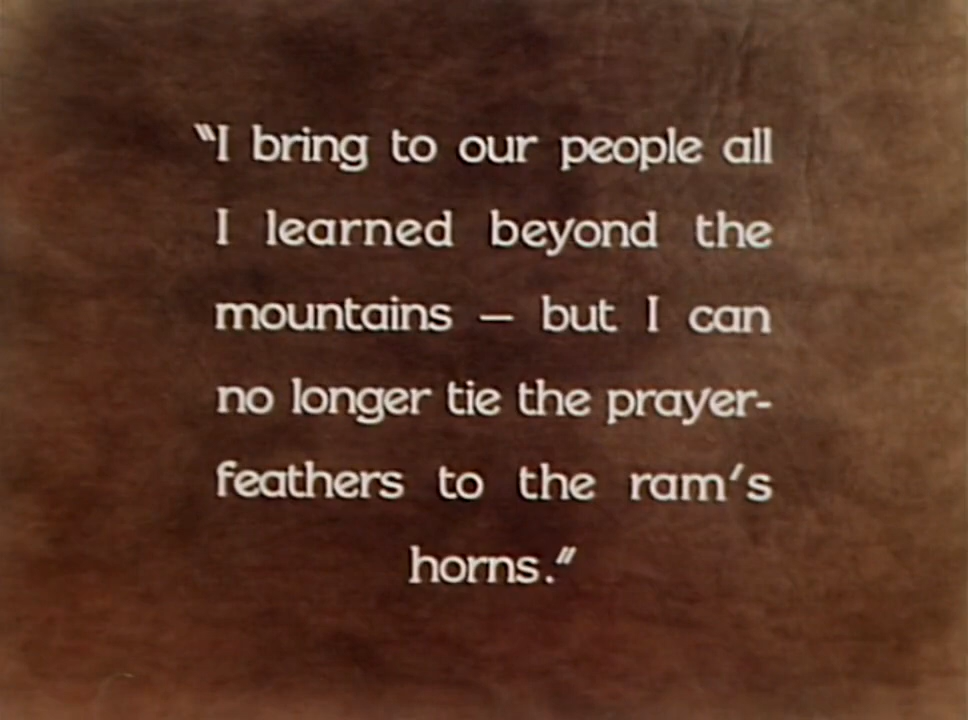 “I bring to our people all
I learned beyond the
mountains — but I can
no longer tie the prayer-
feathers to the ram’s
horns.”